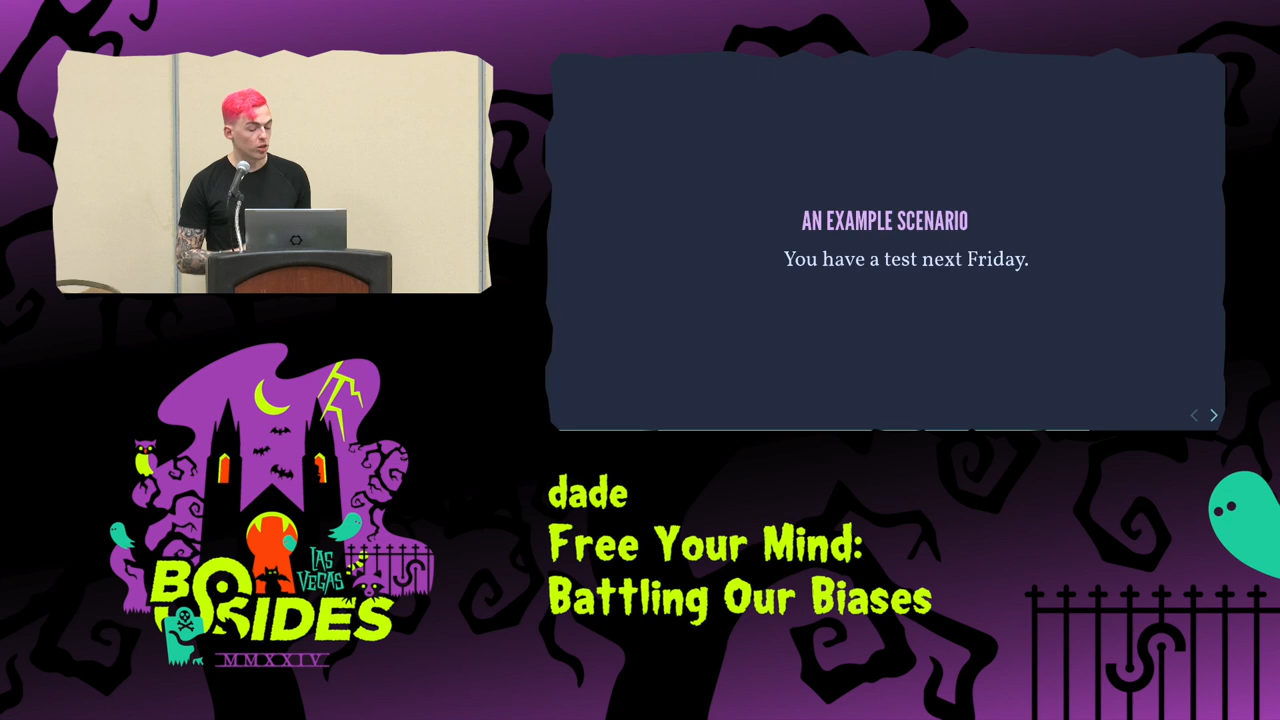 AN EXAMPLE SCENARIO
You have a test next Friday.
dade
Free Your Mind:
Battling Our Biases
LAS
VEGAS
BSIDES
MMXXIV